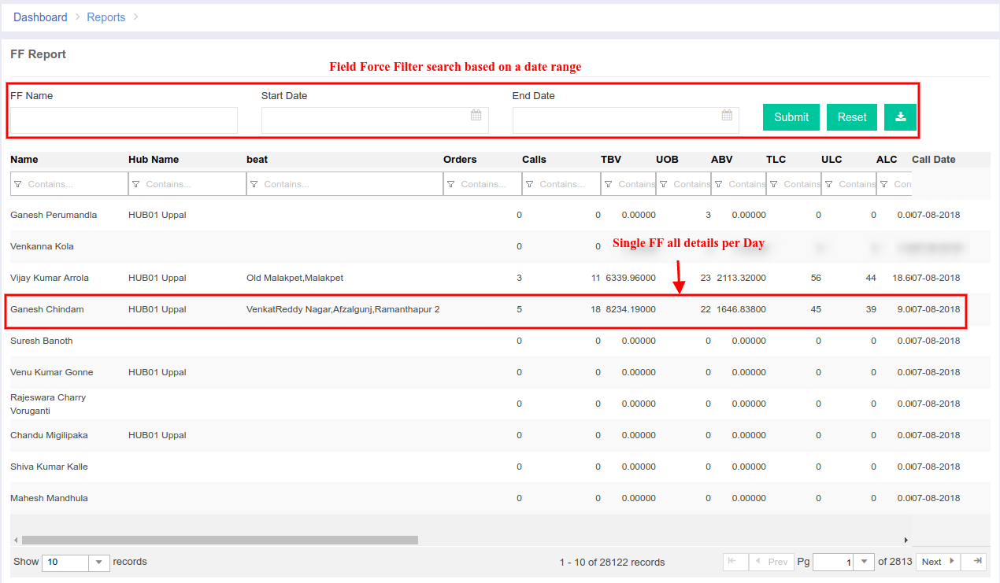 Dashboard > Reports >
FF Report
Field Force Filter search based on a date range
FF Name Start Date End Date
Submit Reset
Name Hub Name beat Orders Calls TBV UOB ABV TLC ULC ALC Call Date
Contains... Contains... Contains... Contains... Contains... Contains Contains Contains Contains Contains Con
Ganesh Perumandla HUB01 Uppal 0 0 0.00000 3 0.00000 0 0 0.0 07-08-2018
Venkanna Kola 0 0
Single FF all details per Day
Vijay Kumar Arrola HUB01 Uppal Old Malakpet,Malakpet 3 11 6339.96000 23 2113.32000 56 44 18.6 07-08-2018
Ganesh Chindam HUB01 Uppal VenkatReddy Nagar,Afzalgunj,Ramanthapur 2 5 18 8234.19000 22 1646.83800 45 39 9.0 07-08-2018
Suresh Banoth 0 0 0.00000 0 0.00000 0 0 0.0 07-08-2018
Venu Kumar Gonne HUB01 Uppal 0 0 0.00000 0 0.00000 0 0 0.0 07-08-2018
Rajeswara Charry
Voruganti 0 0 0.00000 0 0.00000 0 0 0.0 07-08-2018
Chandu Migilipaka HUB01 Uppal 0 0 0.00000 0 0.00000 0 0 0.0 07-08-2018
Shiva Kumar Kalle 0 0 0.00000 0 0.00000 0 0 0.0 07-08-2018
Mahesh Mandhula 0 0 0.00000 0 0.00000 0 0 0.0 07-08-2018
Show 10 records 1 - 10 of 28122 records Prev Pg 1 of 2813 Next